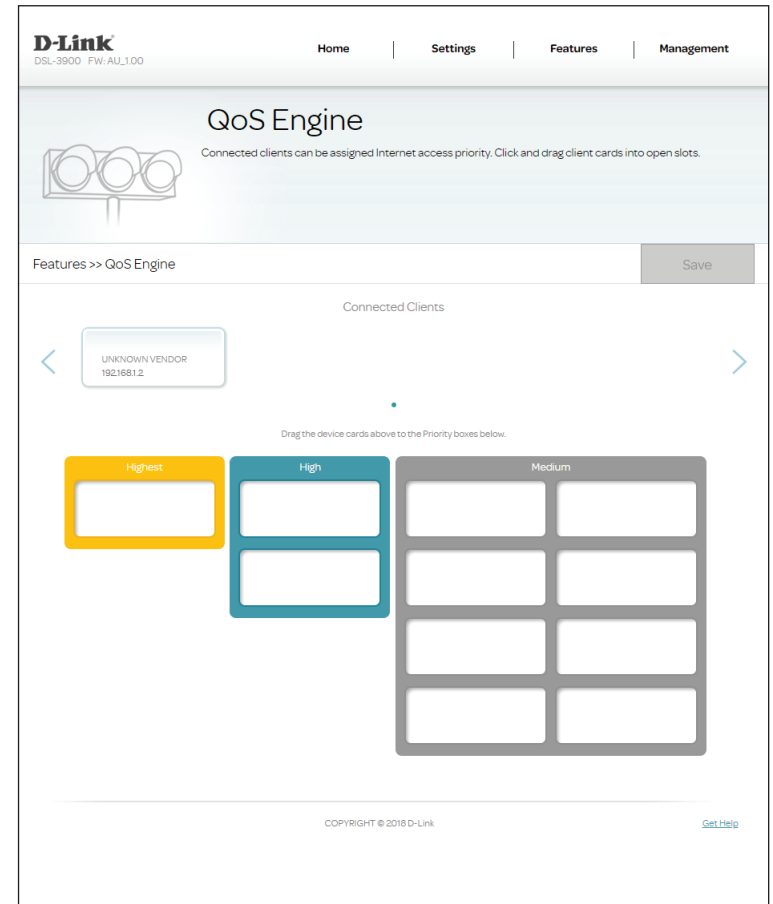 D-Link
DSL-3900 FW: AU_1.00
Home
Settings
Features
Management
QoS Engine
Connected clients can be assigned Internet access priority. Click and drag client cards into open slots.
Features >> QoS Engine
Save
Connected Clients
UNKNOWN VENDOR
192.168.1.2
Drag the device cards above to the Priority boxes below.
Highest
High
Medium
COPYRIGHT © 2018 D-Link
Get Help